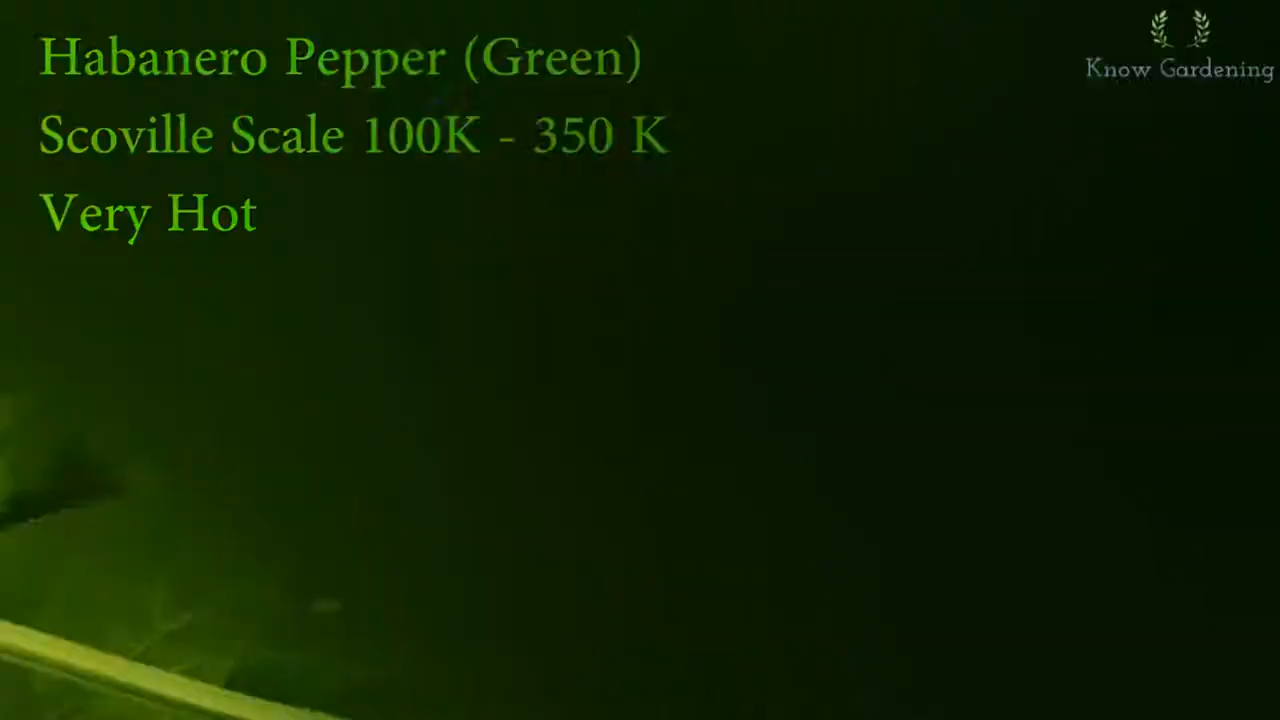 Habanero Pepper (Green)
Scoville Scale 100K - 350 K
Very Hot
Know Gardening